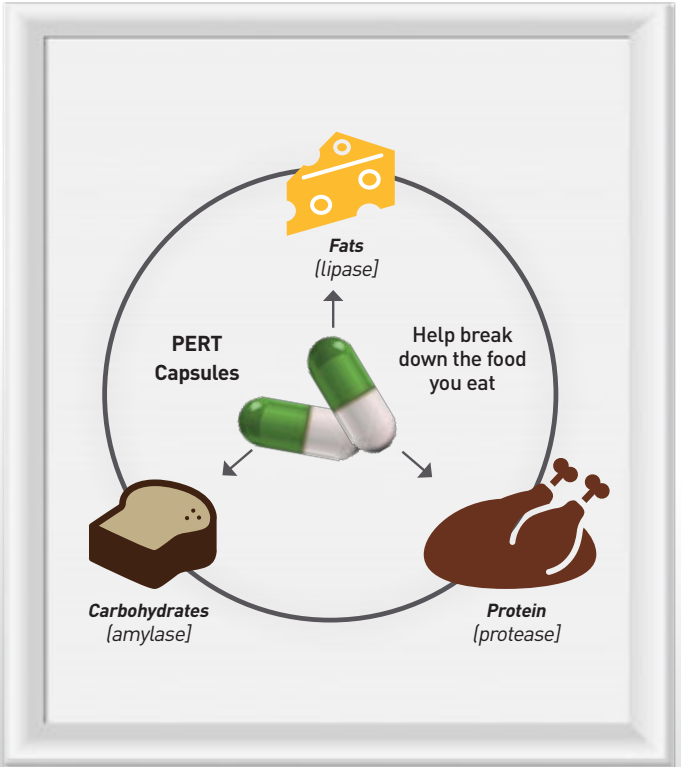 Fats
[lipase]
PERT
Capsules
Help break
down the food
you eat
Carbohydrates
[amylase]
Protein
[protease]